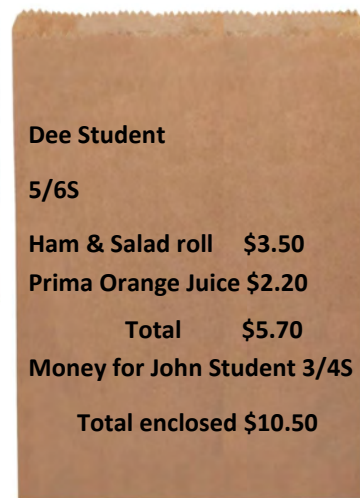 Dee Student
5/6S
Ham & Salad roll $3.50
Prima Orange Juice $2.20
Total $5.70
Money for John Student 3/4S
Total enclosed $10.50